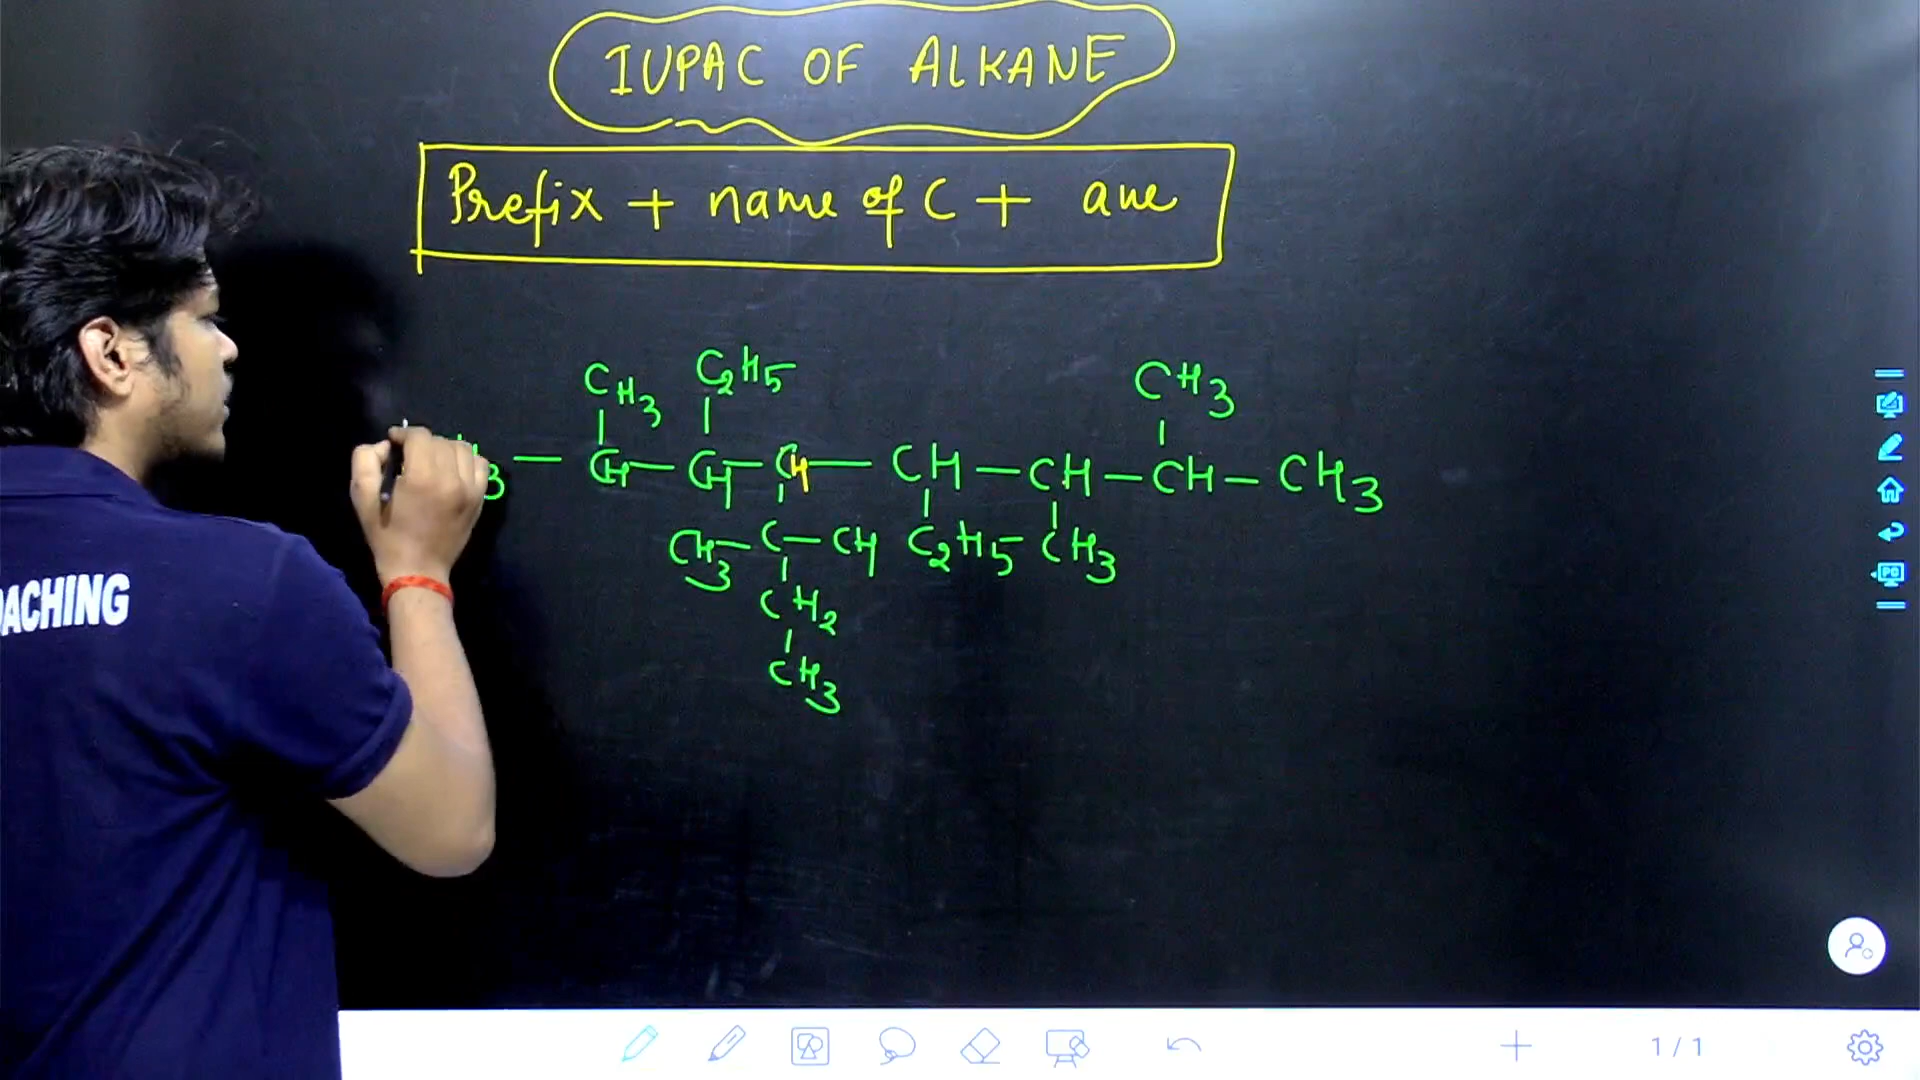 IUPAC OF ALKANE
Prefix + name of C + ane
CH3 C2H5 CH3
H3 — CH — CH — CH — CH — CH — CH — CH3
CH3 — C — CH C2H5 CH3
CH2
CH3
ACHING
1/1